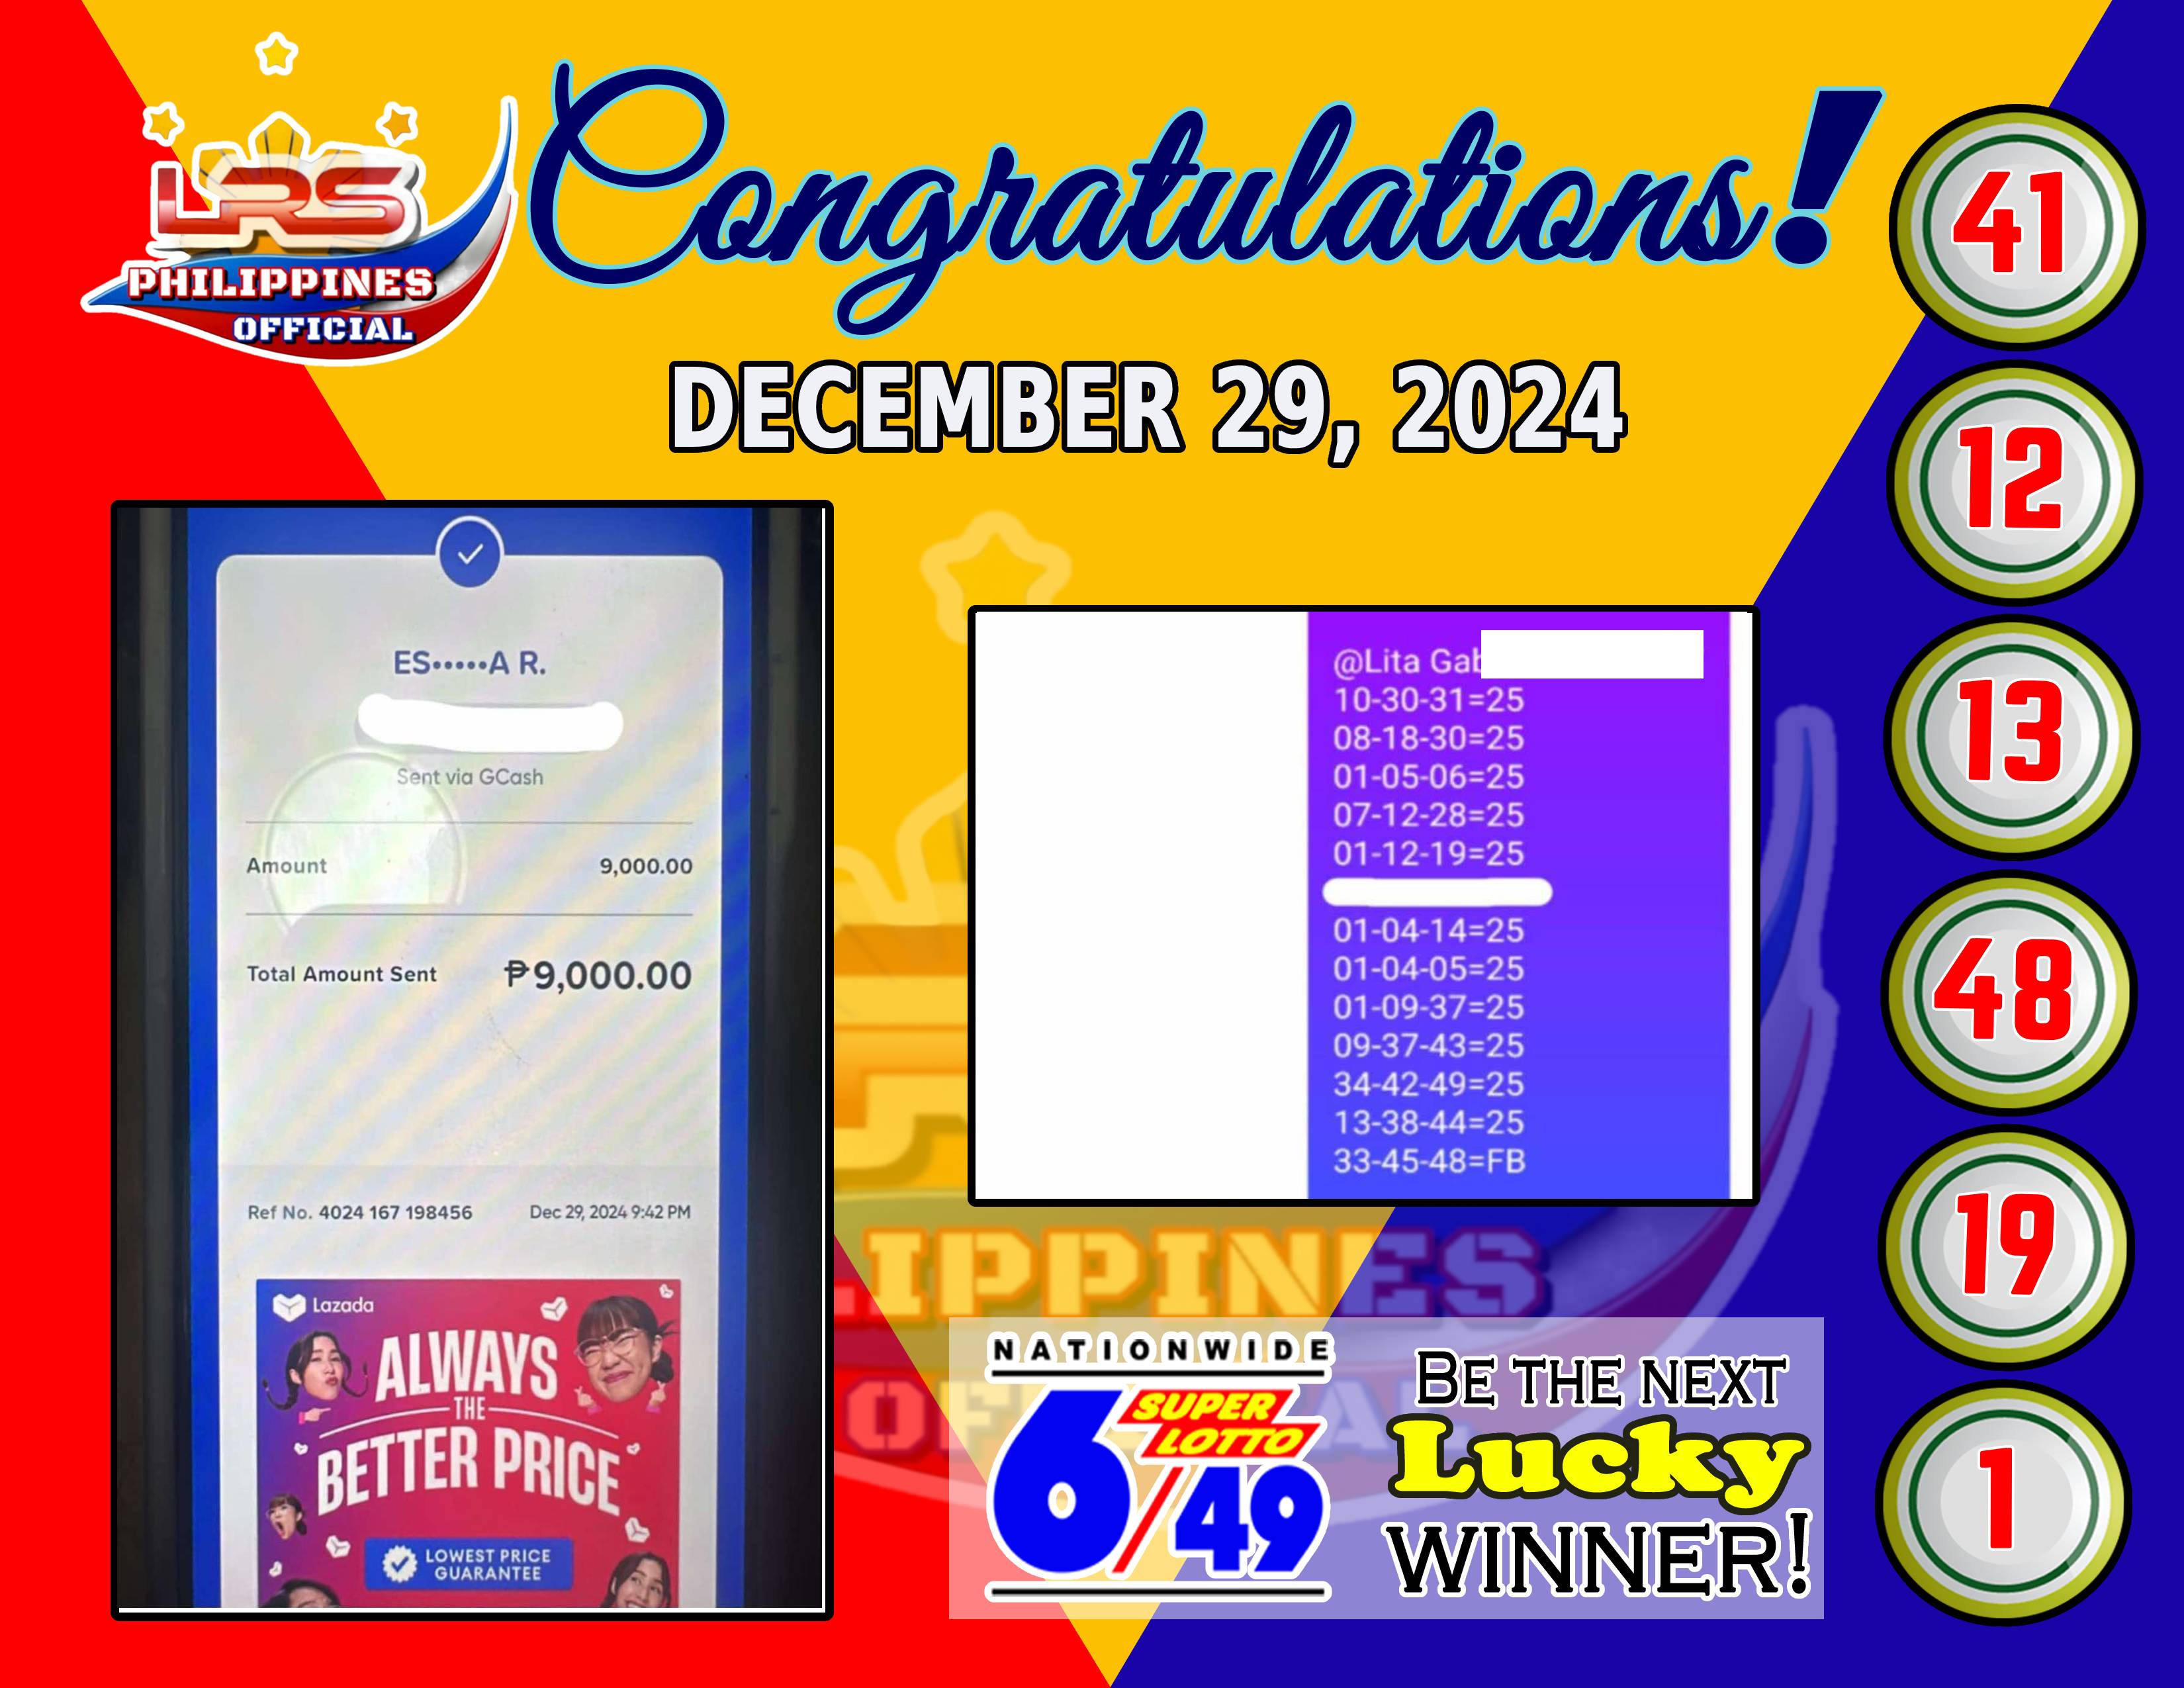 LRS
PHILIPPINES
OFFICIAL
Congratulations!
DECEMBER 29, 2024
ES•••••A R.
Sent via GCash
Amount 9,000.00
Total Amount Sent ₱9,000.00
Ref No. 4024 167 198456 Dec 29, 2024 9:42 PM
Lazada
ALWAYS
THE
BETTER PRICE
LOWEST PRICE
GUARANTEE
@Lita Gab
10-30-31=25
08-18-30=25
01-05-06=25
07-12-28=25
01-12-19=25
01-04-14=25
01-04-05=25
01-09-37=25
09-37-43=25
34-42-49=25
13-38-44=25
33-45-48=FB
LIPPINES
OF AL
NATIONWIDE
6/49
SUPER
LOTTO
BE THE NEXT
Lucky
WINNER!
41
12
13
48
19
1